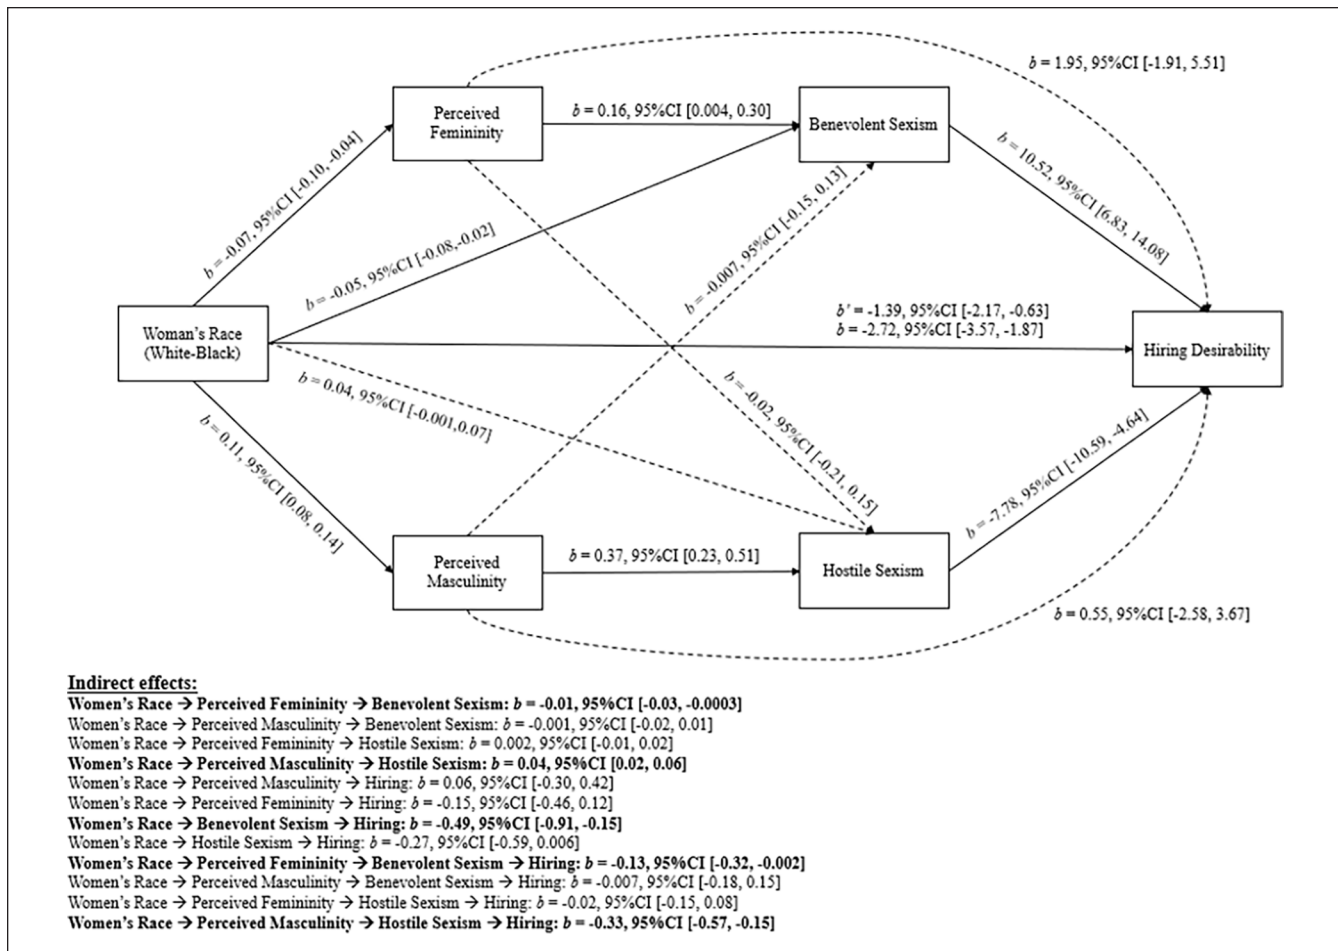 b = 1.95, 95%CI [-1.91, 5.51]
Perceived
Femininity
b = 0.16, 95%CI [0.004, 0.30]
Benevolent Sexism
b = -0.07, 95%CI [-0.10, -0.04]
b = 10.52, 95%CI [6.83, 14.08]
b = -0.007, 95%CI [-0.15, 0.13]
b = -0.05, 95%CI [-0.08,-0.02]
Woman's Race
(White-Black)
b' = -1.39, 95%CI [-2.17, -0.63]
b = -2.72, 95%CI [-3.57, -1.87]
Hiring Desirability
b = 0.04, 95%CI [-0.001,0.07]
b = -0.02, 95%CI [-0.21, 0.15]
b = 0.11, 95%CI [0.08, 0.14]
b = -7.78, 95%CI [-10.59, -4.64]
Perceived
Masculinity
b = 0.37, 95%CI [0.23, 0.51]
Hostile Sexism
b = 0.55, 95%CI [-2.58, 3.67]
Indirect effects:
Women's Race → Perceived Femininity → Benevolent Sexism: b = -0.01, 95%CI [-0.03, -0.0003]
Women's Race → Perceived Masculinity → Benevolent Sexism: b = -0.001, 95%CI [-0.02, 0.01]
Women's Race → Perceived Femininity → Hostile Sexism: b = 0.002, 95%CI [-0.01, 0.02]
Women's Race → Perceived Masculinity → Hostile Sexism: b = 0.04, 95%CI [0.02, 0.06]
Women's Race → Perceived Masculinity → Hiring: b = 0.06, 95%CI [-0.30, 0.42]
Women's Race → Perceived Femininity → Hiring: b = -0.15, 95%CI [-0.46, 0.12]
Women's Race → Benevolent Sexism → Hiring: b = -0.49, 95%CI [-0.91, -0.15]
Women's Race → Hostile Sexism → Hiring: b = -0.27, 95%CI [-0.59, 0.006]
Women's Race → Perceived Femininity → Benevolent Sexism → Hiring: b = -0.13, 95%CI [-0.32, -0.002]
Women's Race → Perceived Masculinity → Benevolent Sexism → Hiring: b = -0.007, 95%CI [-0.18, 0.15]
Women's Race → Perceived Femininity → Hostile Sexism → Hiring: b = -0.02, 95%CI [-0.15, 0.08]
Women's Race → Perceived Masculinity → Hostile Sexism → Hiring: b = -0.33, 95%CI [-0.57, -0.15]